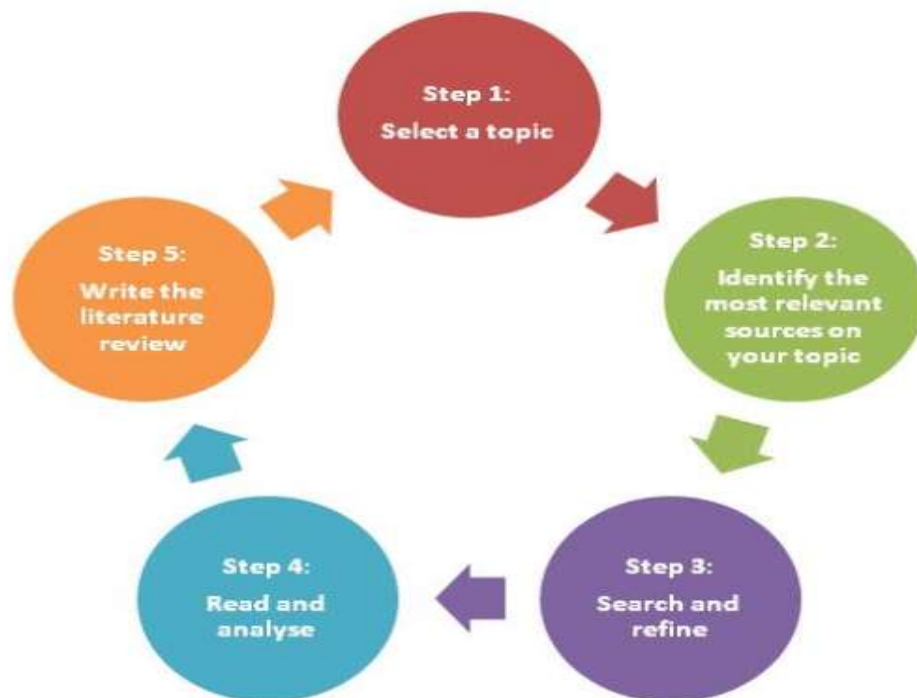 Step 1:
Select a topic
Step 2:
Identify the
most relevant
sources on
your topic
Step 3:
Search and
refine
Step 4:
Read and
analyse
Step 5:
Write the
literature
review